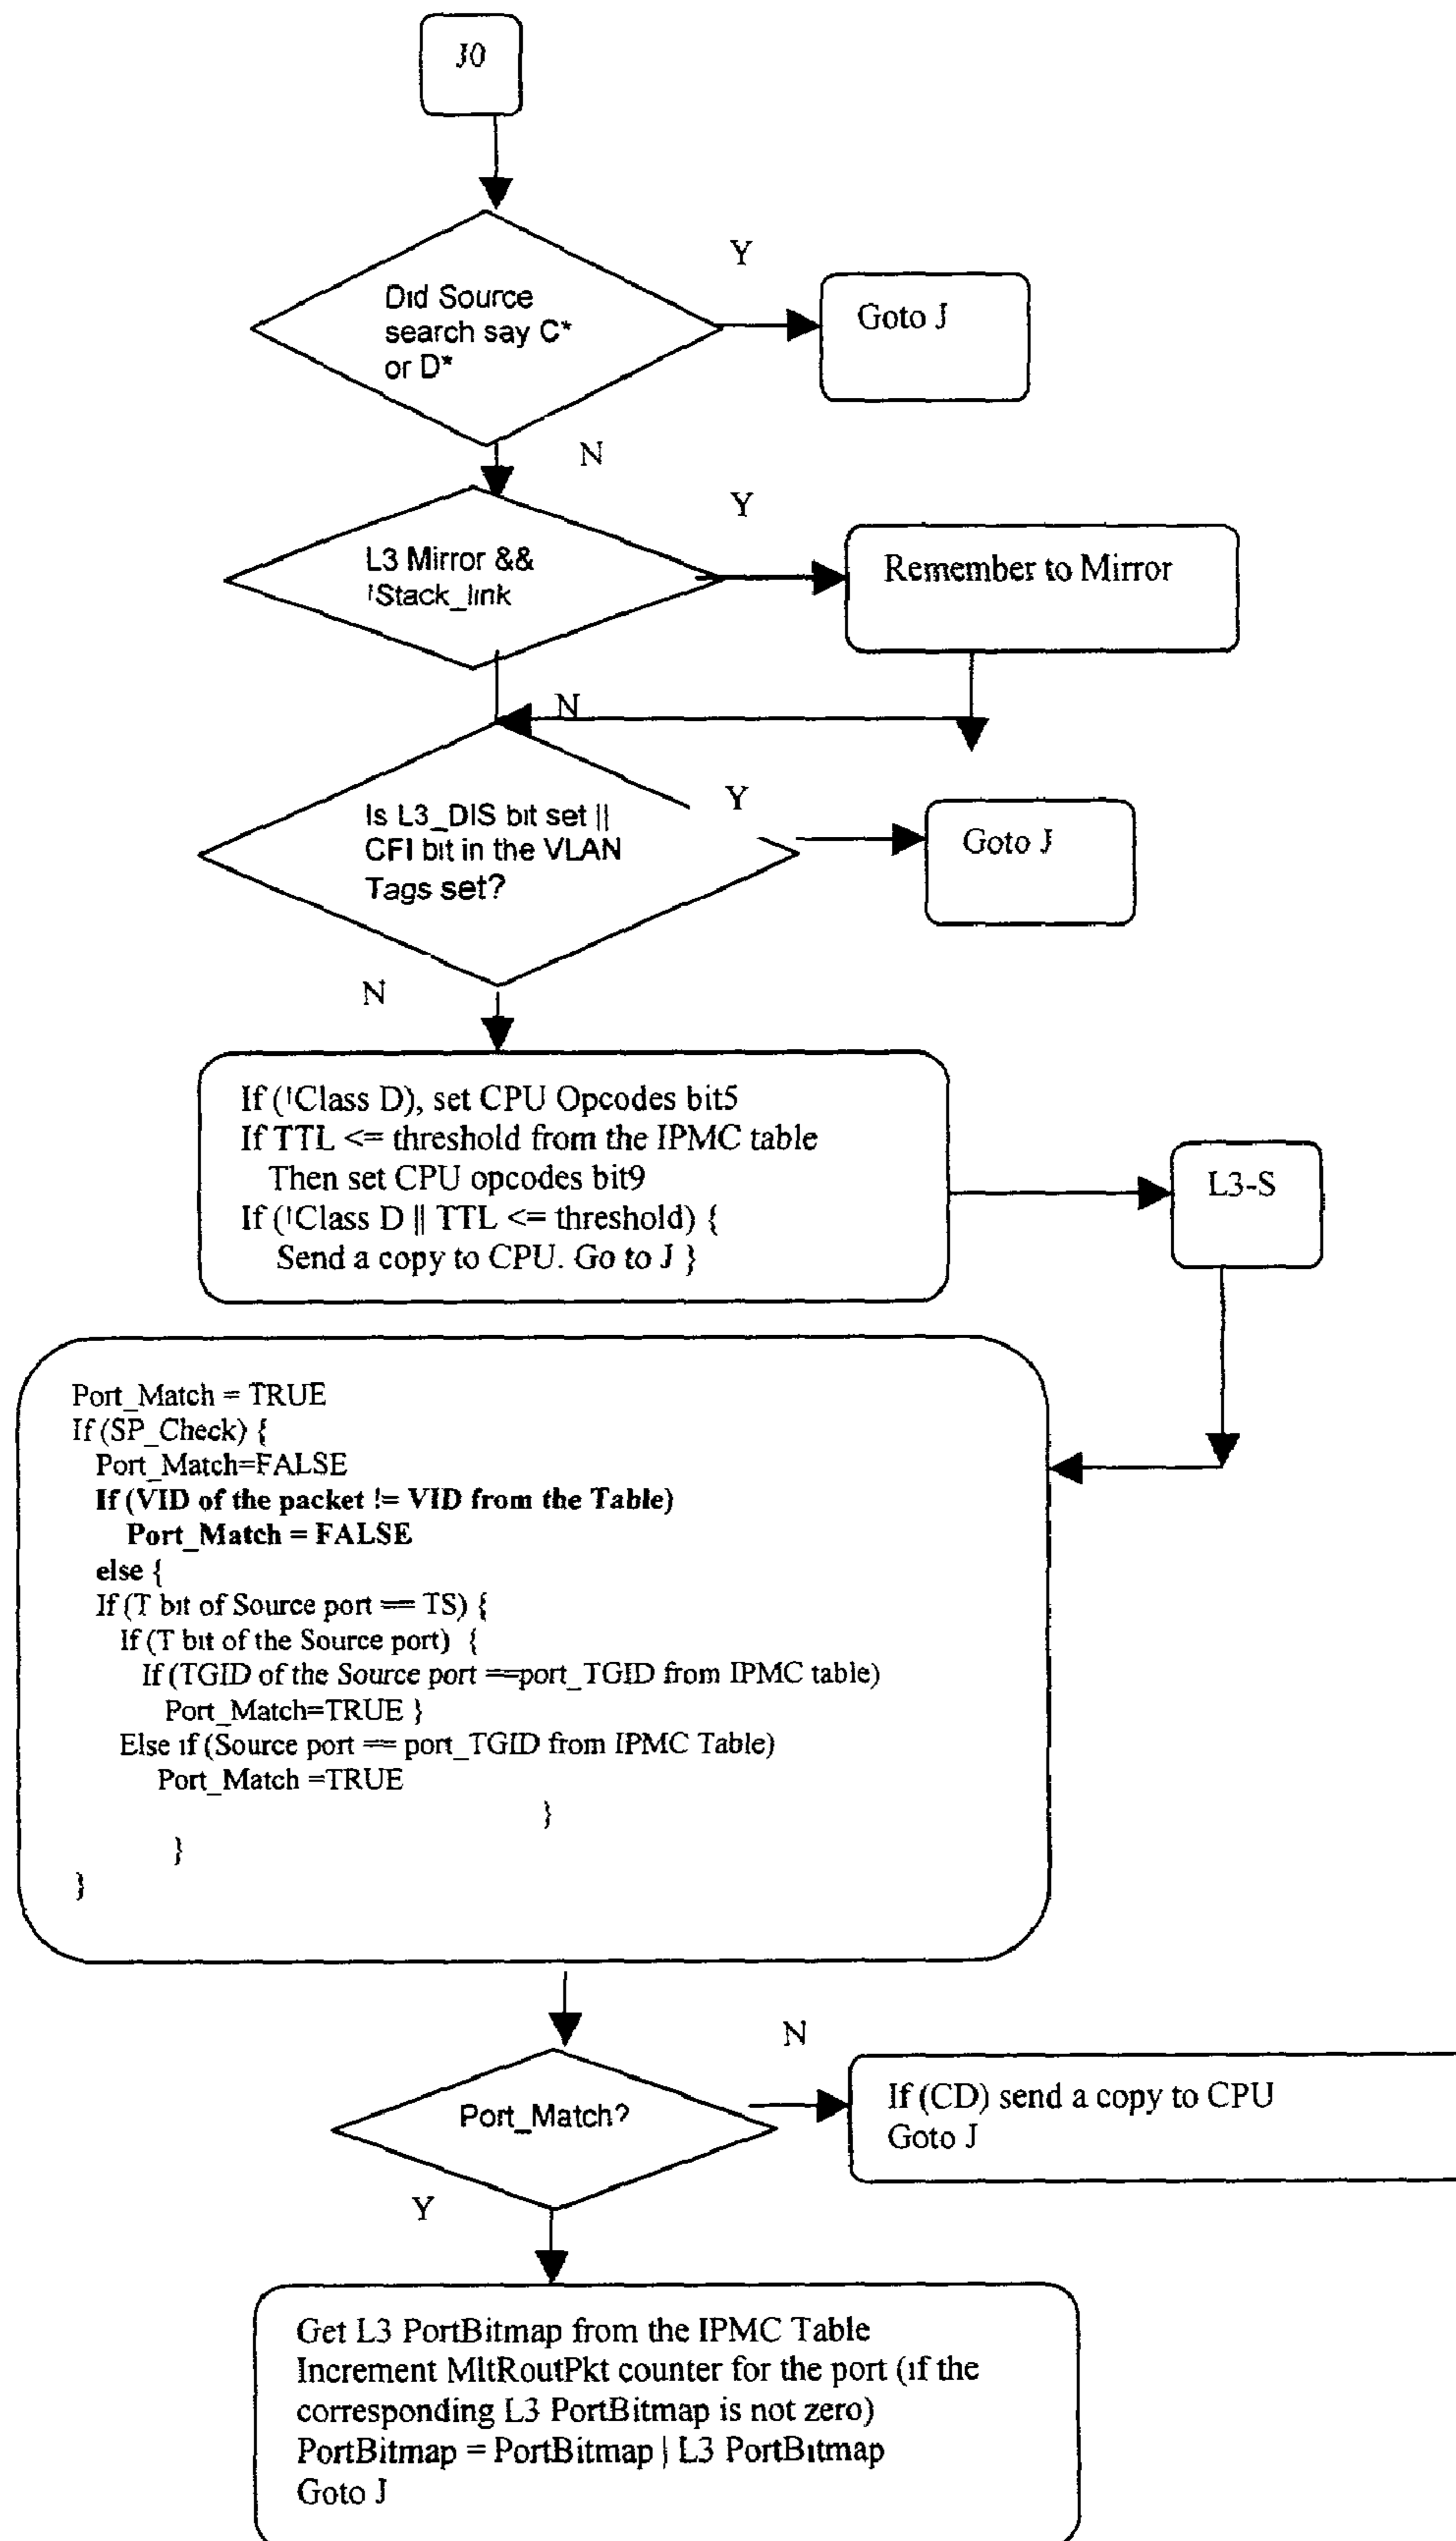 J0
Did Source
search say C*
or D*
Y
Goto J
N
L3 Mirror &&
!Stack_link
Y
Remember to Mirror
N
Is L3_DIS bit set ||
CFI bit in the VLAN
Tags set?
Y
Goto J
N
If (!Class D), set CPU Opcodes bit5
If TTL <= threshold from the IPMC table
Then set CPU opcodes bit9
If (!Class D || TTL <= threshold) {
Send a copy to CPU. Go to J }
L3-S
Port_Match = TRUE
If (SP_Check) {
Port_Match=FALSE
If (VID of the packet != VID from the Table)
Port_Match = FALSE
else {
If (T bit of Source port == TS) {
If (T bit of the Source port) {
If (TGID of the Source port ==port_TGID from IPMC table)
Port_Match=TRUE }
Else if (Source port == port_TGID from IPMC Table)
Port_Match =TRUE
}
}
}
Port_Match?
N
If (CD) send a copy to CPU
Goto J
Y
Get L3 PortBitmap from the IPMC Table
Increment MltRoutPkt counter for the port (if the
corresponding L3 PortBitmap is not zero)
PortBitmap = PortBitmap | L3 PortBitmap
Goto J